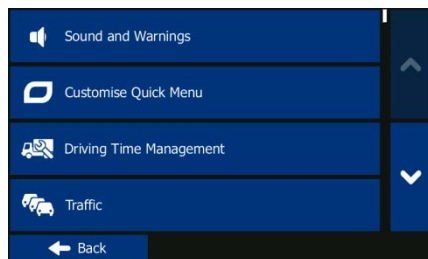 Sound and Warnings
Customise Quick Menu
Driving Time Management
Traffic
Back